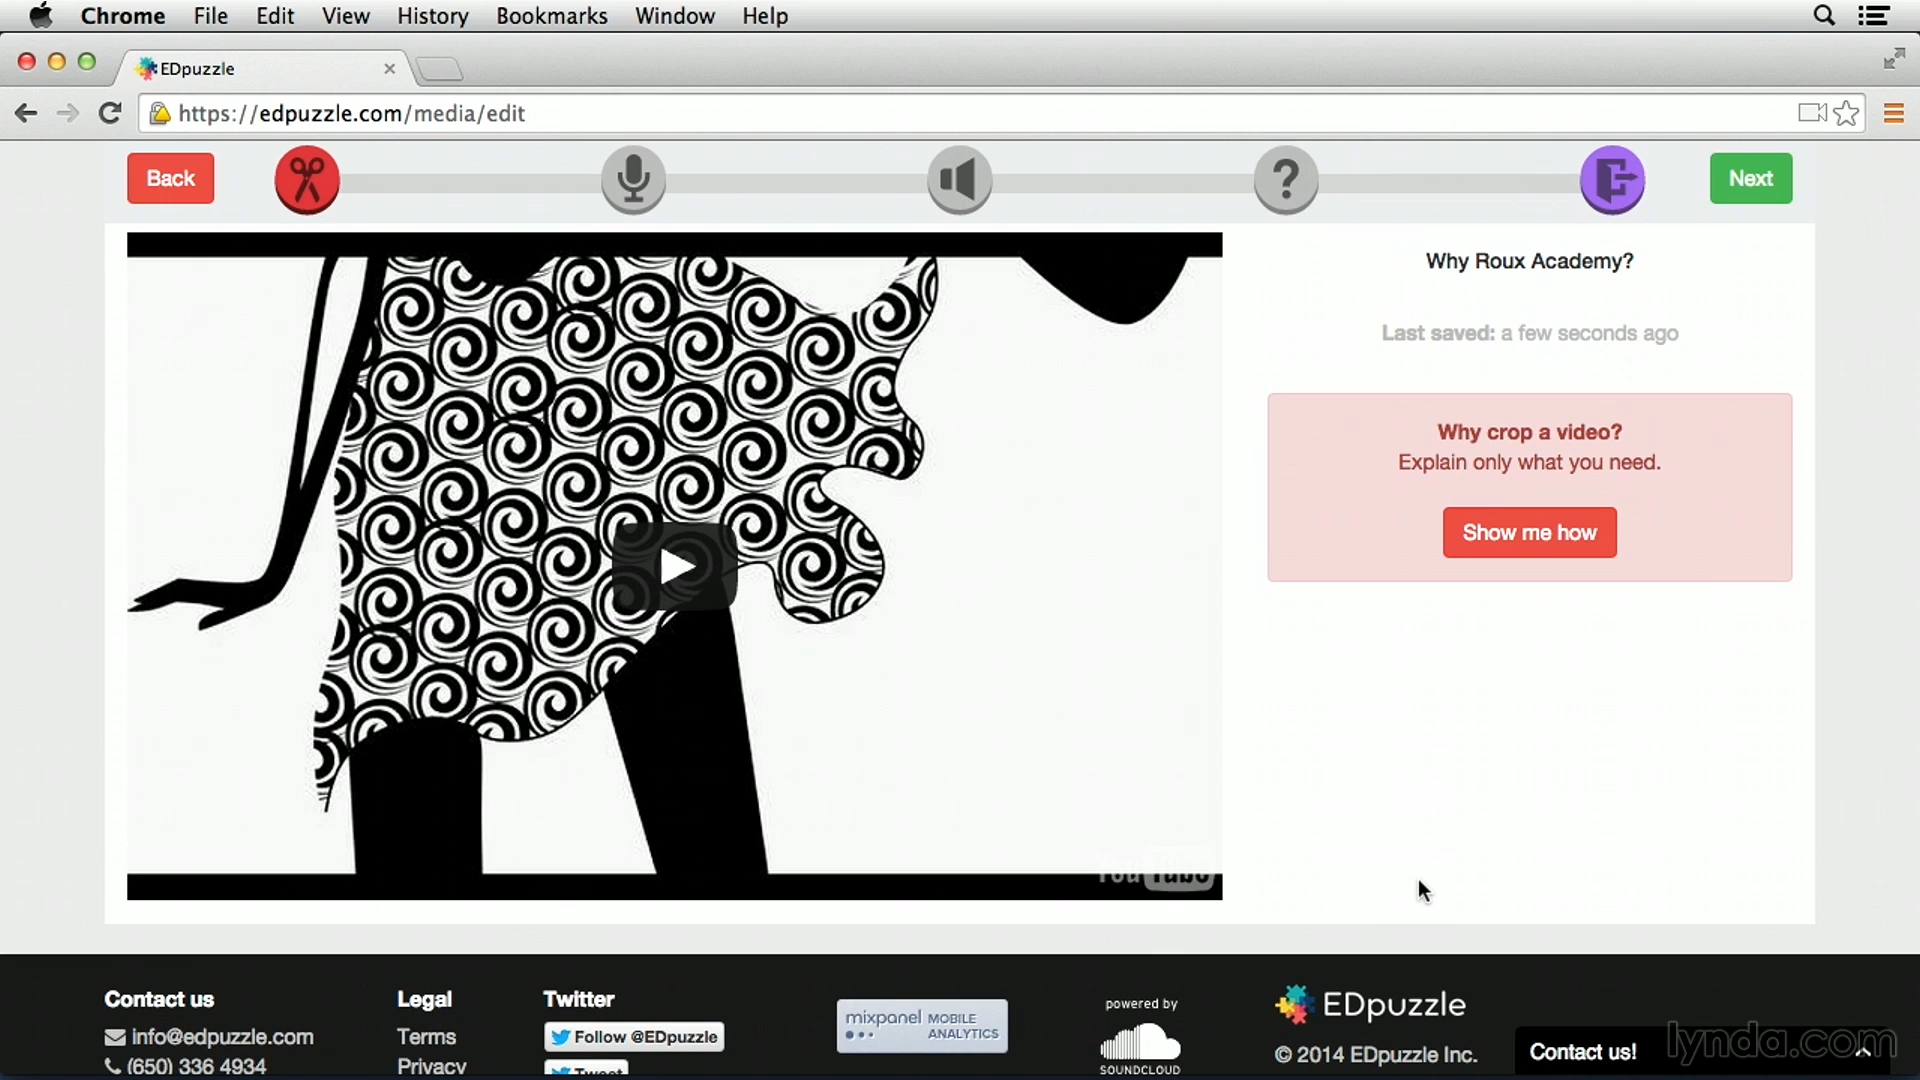 Chrome File Edit View History Bookmarks Window Help
EDpuzzle
https://edpuzzle.com/media/edit
Back
?
Next
Why Roux Academy?
Last saved: a few seconds ago
Why crop a video?
Explain only what you need.
Show me how
YouTube
Contact us
info@edpuzzle.com
(650) 336 4934
Legal
Terms
Privacy
Twitter
Follow @EDpuzzle
Tweet
mixpanel MOBILE
ANALYTICS
powered by
SOUNDCLOUD
EDpuzzle
© 2014 EDpuzzle Inc.
Contact us!
lynda.com